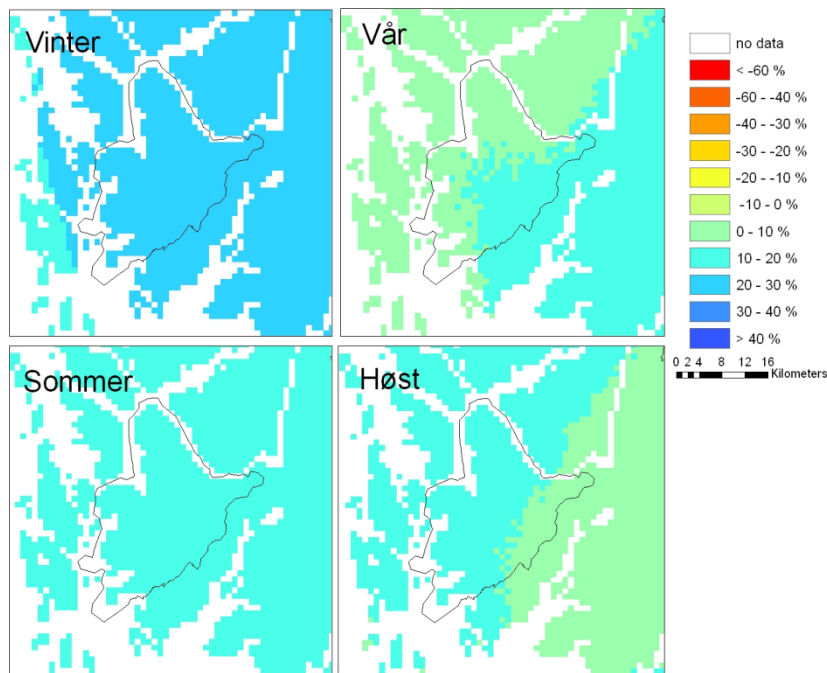 Vinter
Vår
Sommer
Høst
no data
< -60 %
-60 - -40 %
-40 - -30 %
-30 - -20 %
-20 - -10 %
-10 - 0 %
0 - 10 %
10 - 20 %
20 - 30 %
30 - 40 %
> 40 %
0 2 4 8 12 16
Kilometers